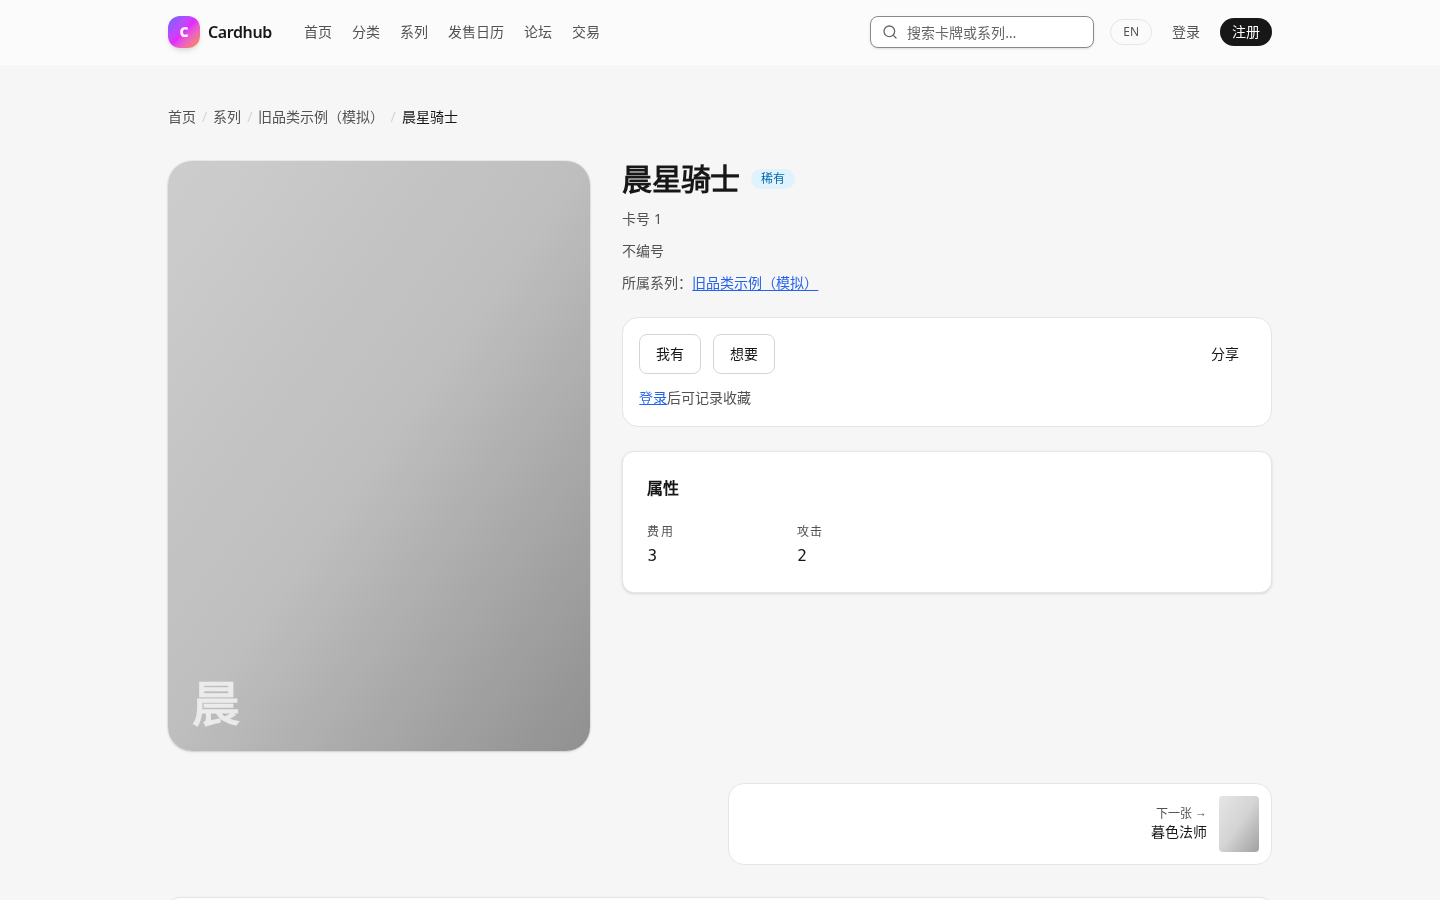 C Cardhub 首页 分类 系列 发售日历 论坛 交易 搜索卡牌或系列... EN 登录 注册
首页 / 系列 / 旧品类示例（模拟） / 晨星骑士
晨星骑士 稀有
卡号 1
不编号
所属系列：旧品类示例（模拟）
我有 想要 分享
登录后可记录收藏
属性
费用 攻击
3 2
晨
下一张 →
暮色法师